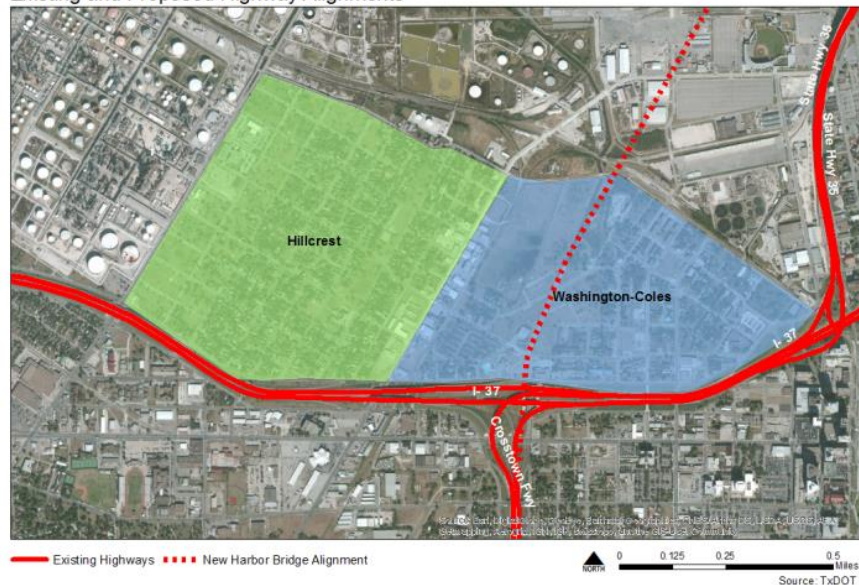 Existing and Proposed Highway Alignments
State Hwy 35
State Hwy 35
Hillcrest
Washington-Coles
I- 37
I- 37
Crosstown Fwy
Existing Highways New Harbor Bridge Alignment
NORTH
0 0.125 0.25 0.5
Miles
Source: TxDOT